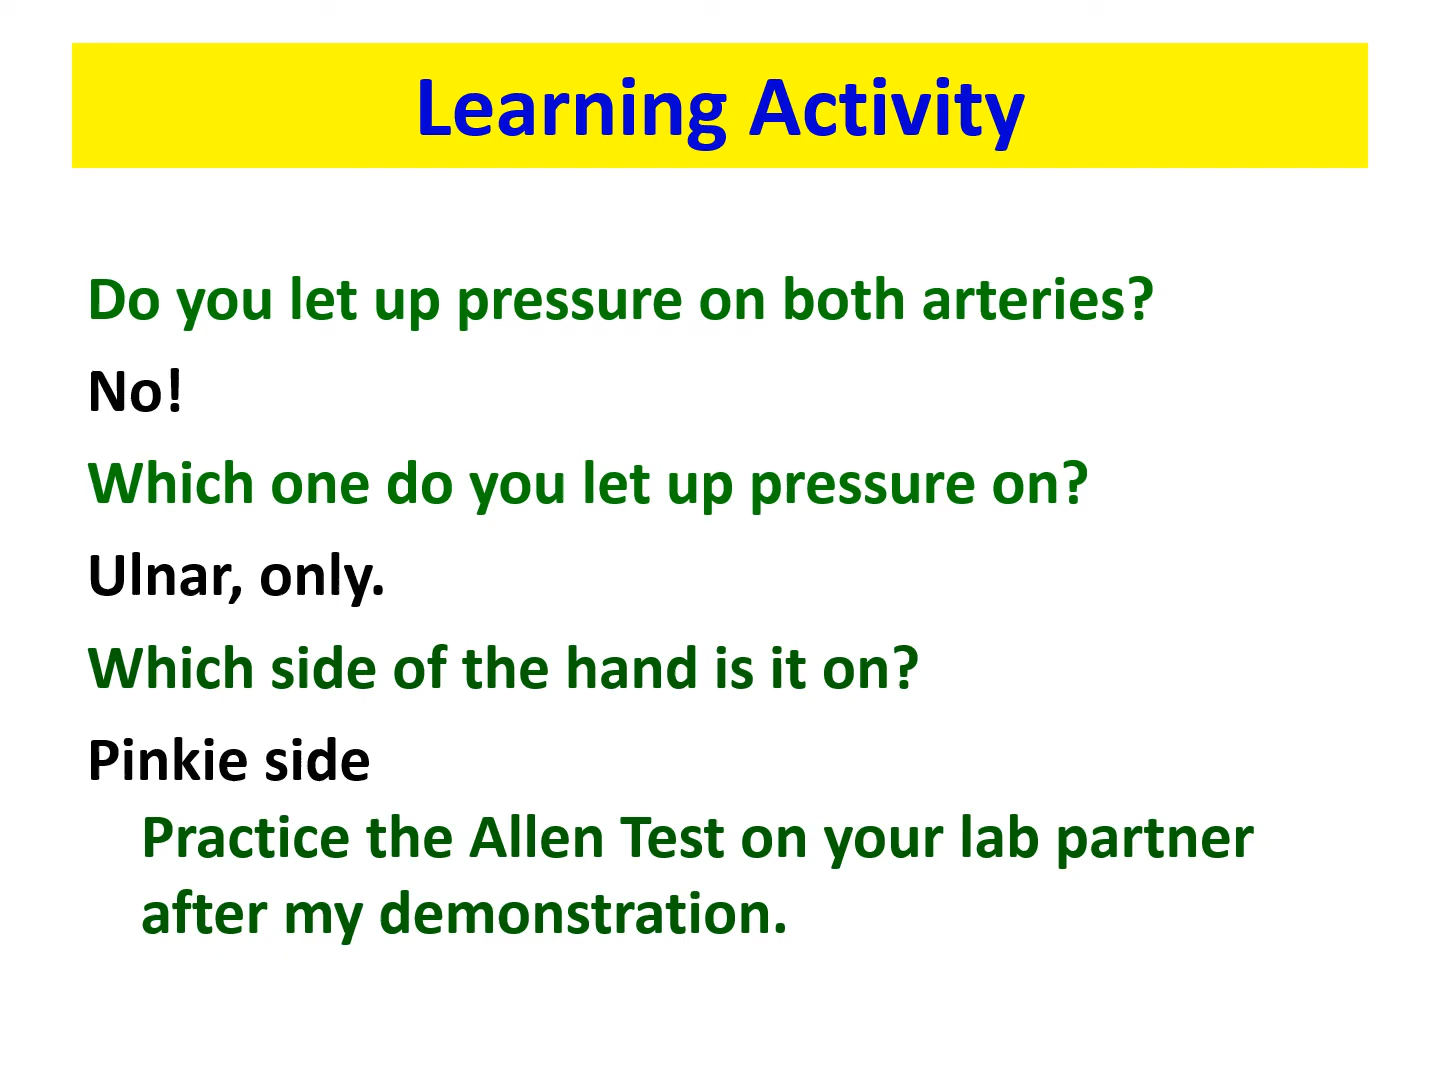 Learning Activity
Do you let up pressure on both arteries?
No!
Which one do you let up pressure on?
Ulnar, only.
Which side of the hand is it on?
Pinkie side
Practice the Allen Test on your lab partner
after my demonstration.